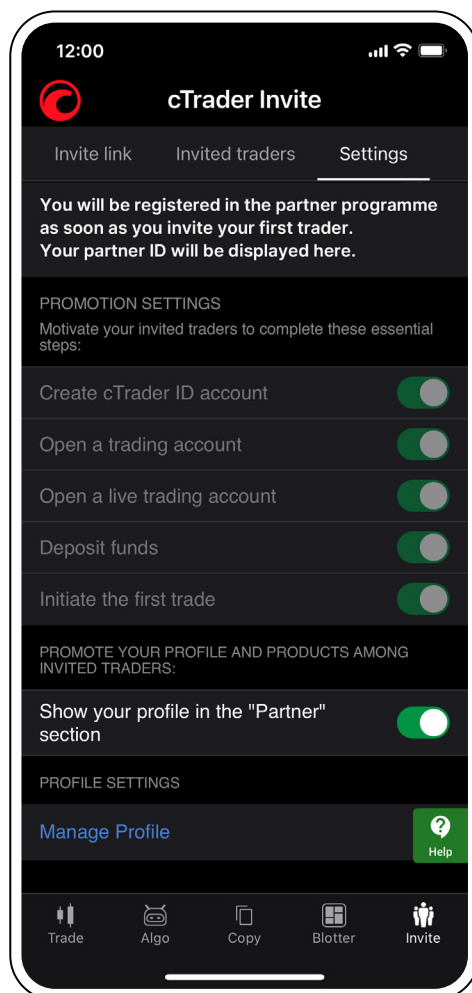 12:00
cTrader Invite
Invite link Invited traders Settings
You will be registered in the partner programme
as soon as you invite your first trader.
Your partner ID will be displayed here.
PROMOTION SETTINGS
Motivate your invited traders to complete these essential
steps:
Create cTrader ID account
Open a trading account
Open a live trading account
Deposit funds
Initiate the first trade
PROMOTE YOUR PROFILE AND PRODUCTS AMONG
INVITED TRADERS:
Show your profile in the "Partner"
section
PROFILE SETTINGS
Manage Profile
Help
Trade Algo Copy Blotter Invite